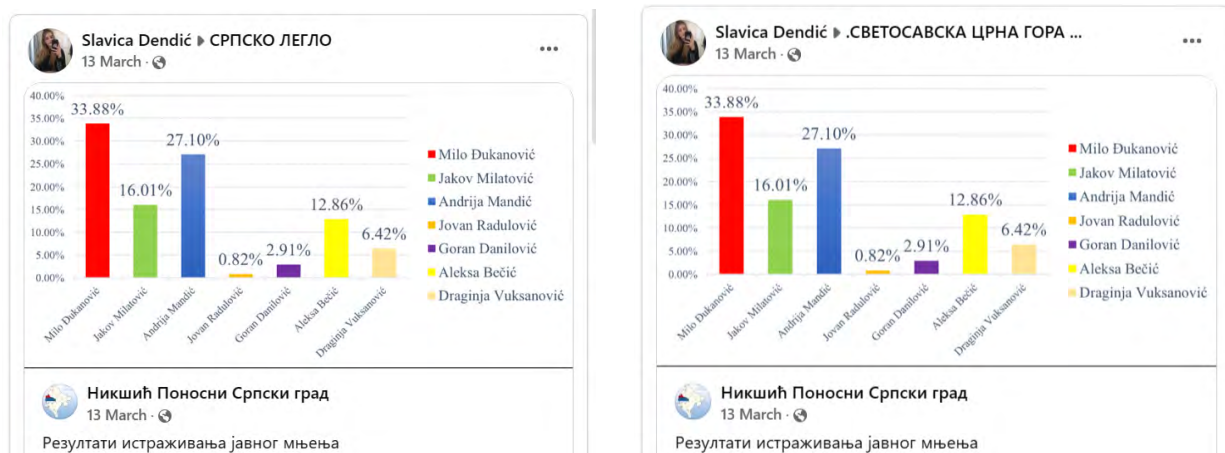 Slavica Dendić ▸ СРПСКО ЛЕГЛО
13 March ·
40.00%
35.00%
30.00%
25.00%
20.00%
15.00%
10.00%
5.00%
0.00%
33.88%
16.01%
27.10%
0.82%
2.91%
12.86%
6.42%
Milo Đukanović
Jakov Milatović
Andrija Mandić
Jovan Radulović
Goran Danilović
Aleksa Bečić
Draginja Vuksanović
Milo Đukanović
Jakov Milatović
Andrija Mandić
Jovan Radulović
Goran Danilović
Aleksa Bečić
Draginja Vuksanović
Никшић Поносни Српски град
13 March ·
Резултати истраживања јавног мњења
Slavica Dendić ▸ .СВЕТОСАВСКА ЦРНА ГОРА ...
13 March ·
40.00%
35.00%
30.00%
25.00%
20.00%
15.00%
10.00%
5.00%
0.00%
33.88%
16.01%
27.10%
0.82%
2.91%
12.86%
6.42%
Milo Đukanović
Jakov Milatović
Andrija Mandić
Jovan Radulović
Goran Danilović
Aleksa Bečić
Draginja Vuksanović
Milo Đukanović
Jakov Milatović
Andrija Mandić
Jovan Radulović
Goran Danilović
Aleksa Bečić
Draginja Vuksanović
Никшић Поносни Српски град
13 March ·
Резултати истраживања јавног мњења